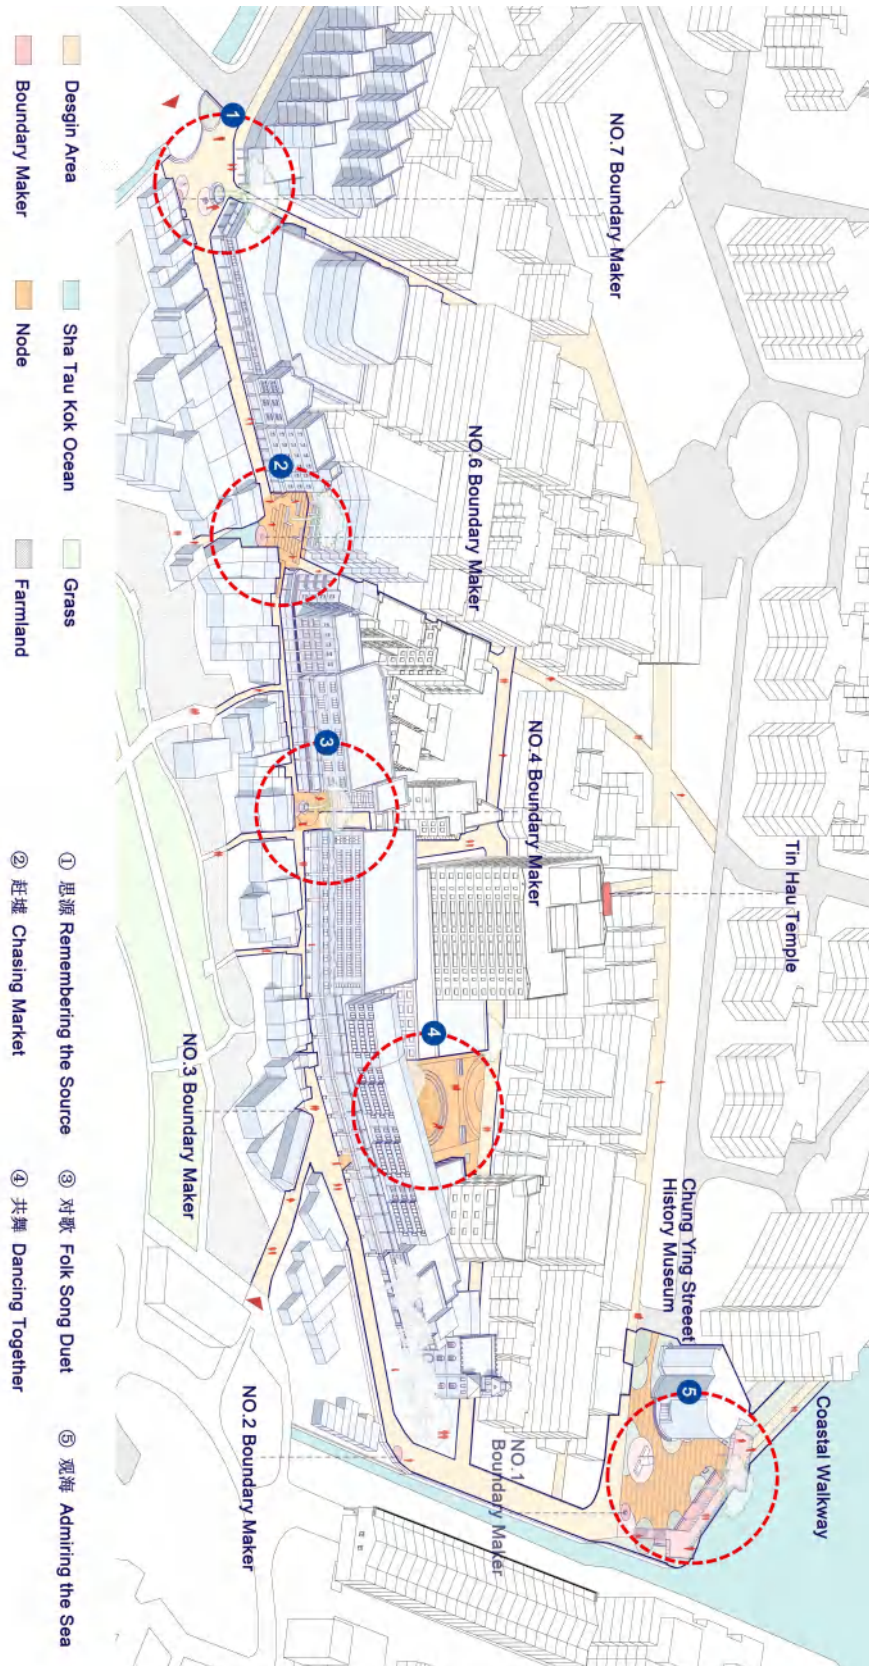 Coastal Walkway
Tin Hau Temple
Chung Ying Streeet
History Museum
5
NO.7 Boundary Maker
NO.4 Boundary Maker
NO.1
Boundary Maker
NO.6 Boundary Maker
4
3
2
1
NO.2 Boundary Maker
NO.3 Boundary Maker
Desgin Area
Sha Tau Kok Ocean
Grass
① 思源 Remembering the Source
③ 对歌 Folk Song Duet
⑤ 观海 Admiring the Sea
Boundary Maker
Node
Farmland
② 赶墟 Chasing Market
④ 共舞 Dancing Together